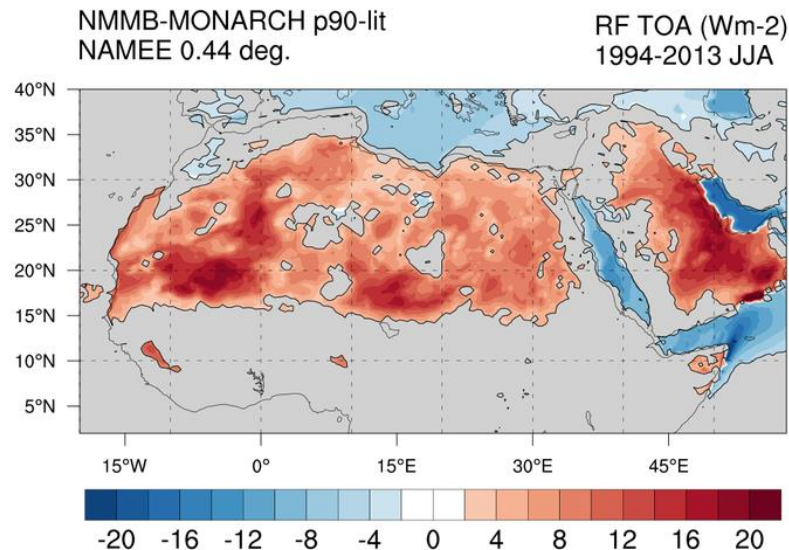 NMMB-MONARCH p90-lit
NAMEE 0.44 deg.
RF TOA (Wm-2)
1994-2013 JJA
40°N
35°N
30°N
25°N
20°N
15°N
10°N
5°N
15°W 0° 15°E 30°E 45°E
-20 -16 -12 -8 -4 0 4 8 12 16 20